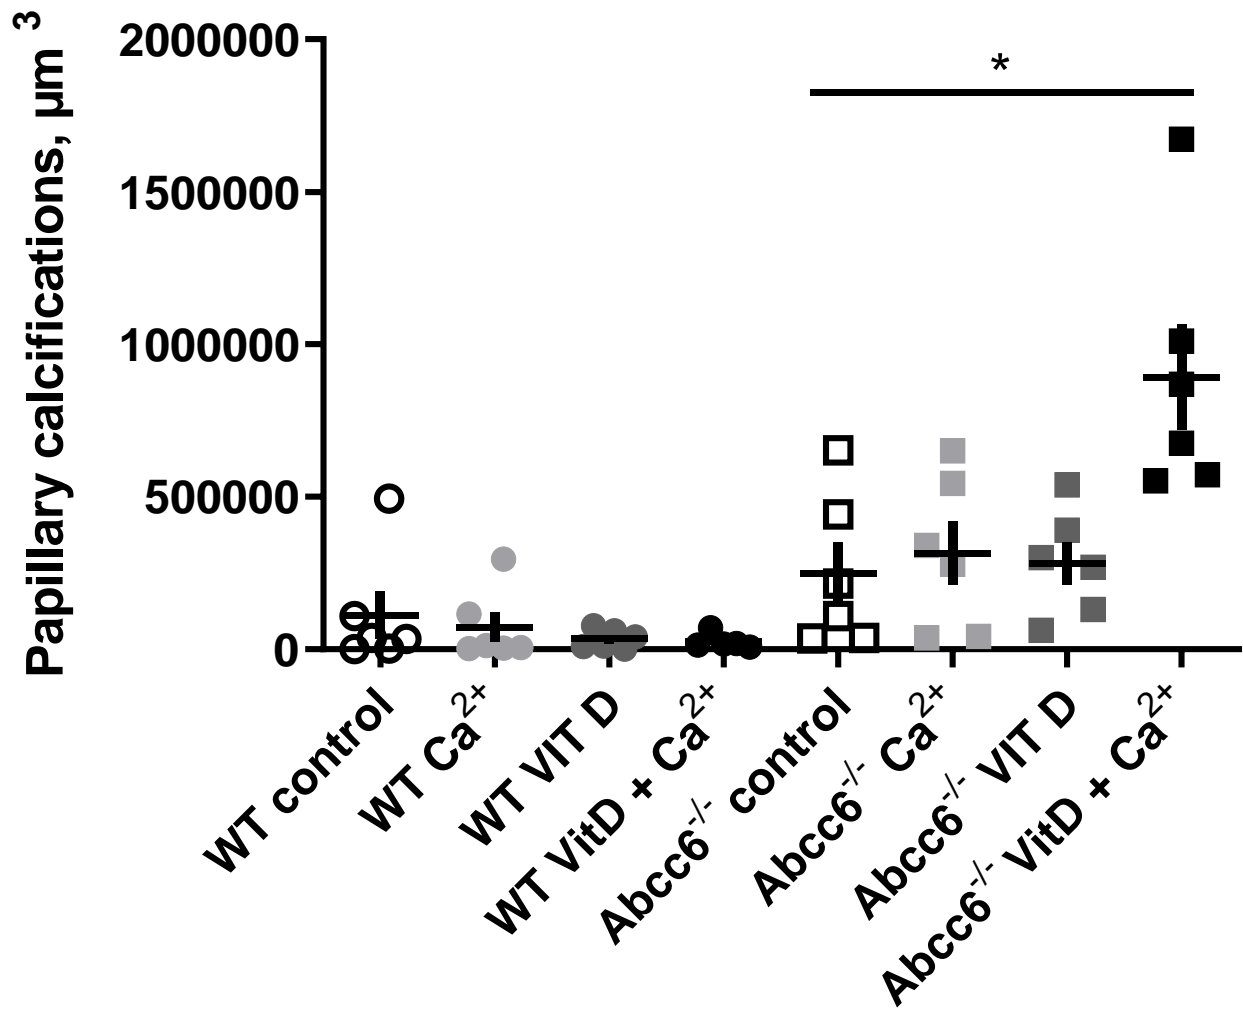 Papillary calcifications, µm ³
2000000
1500000
1000000
500000
0
*
WT control
WT Ca²⁺
WT VIT D
WT VitD + Ca²⁺
Abcc6⁻/⁻ control
Abcc6⁻/⁻ Ca²⁺
Abcc6⁻/⁻ VIT D
Abcc6⁻/⁻ VitD + Ca²⁺